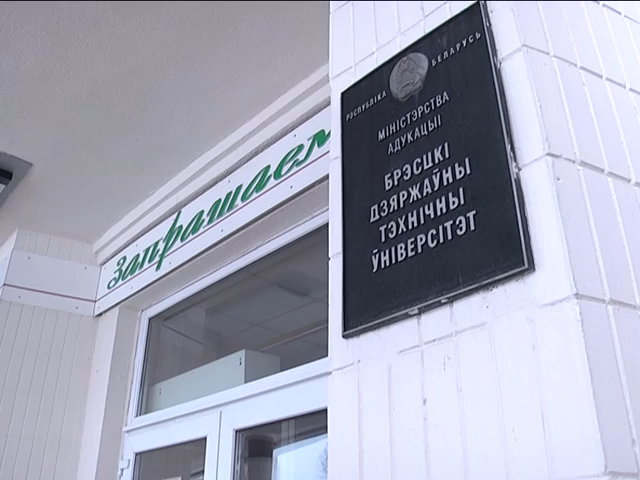 запрашаем
РЭСПУБЛІКА БЕЛАРУСЬ
МІНІСТЭРСТВА
АДУКАЦЫІ
БРЭСЦКІ
ДЗЯРЖАЎНЫ
ТЭХНІЧНЫ
ЎНІВЕРСІТЭТ